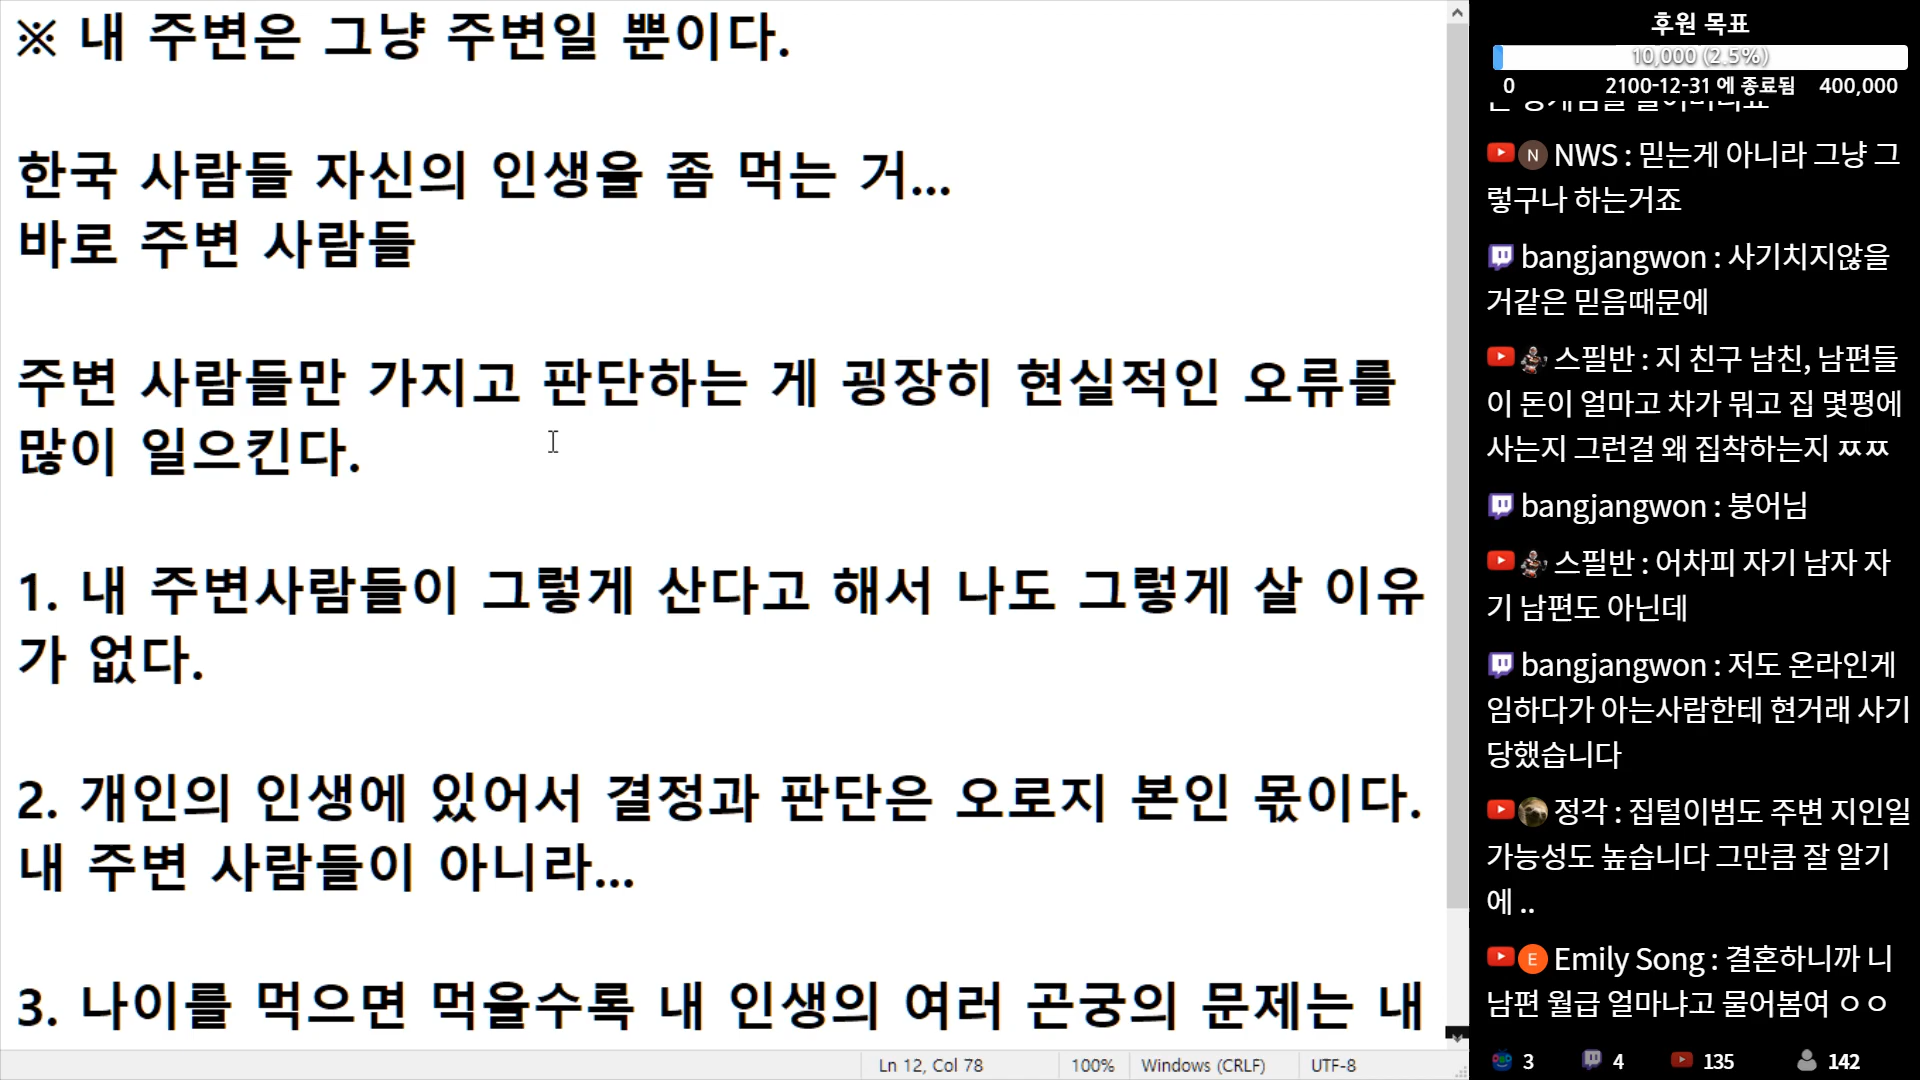 ※ 내 주변은 그냥 주변일 뿐이다.
한국 사람들 자신의 인생을 좀 먹는 거...
바로 주변 사람들
주변 사람들만 가지고 판단하는 게 굉장히 현실적인 오류를
많이 일으킨다.
1. 내 주변사람들이 그렇게 산다고 해서 나도 그렇게 살 이유
가 없다.
2. 개인의 인생에 있어서 결정과 판단은 오로지 본인 몫이다.
내 주변 사람들이 아니라...
3. 나이를 먹으면 먹을수록 내 인생의 여러 곤궁의 문제는 내
Ln 12, Col 78
100%
Windows (CRLF)
UTF-8
후원 목표
10,000 (2.5%)
0
2100-12-31 에 종료됨
400,000
N NWS : 믿는게 아니라 그냥 그
렇구나 하는거죠
bangjangwon : 사기치지않을
거같은 믿음때문에
스필반 : 지 친구 남친, 남편들
이 돈이 얼마고 차가 뭐고 집 몇평에
사는지 그런걸 왜 집착하는지 ㅉㅉ
bangjangwon : 붕어님
스필반 : 어차피 자기 남자 자
기 남편도 아닌데
bangjangwon : 저도 온라인게
임하다가 아는사람한테 현거래 사기
당했습니다
정각 : 집털이범도 주변 지인일
가능성도 높습니다 그만큼 잘 알기
에 ..
E Emily Song : 결혼하니까 니
남편 월급 얼마냐고 물어봄여 ㅇㅇ
3
4
135
142